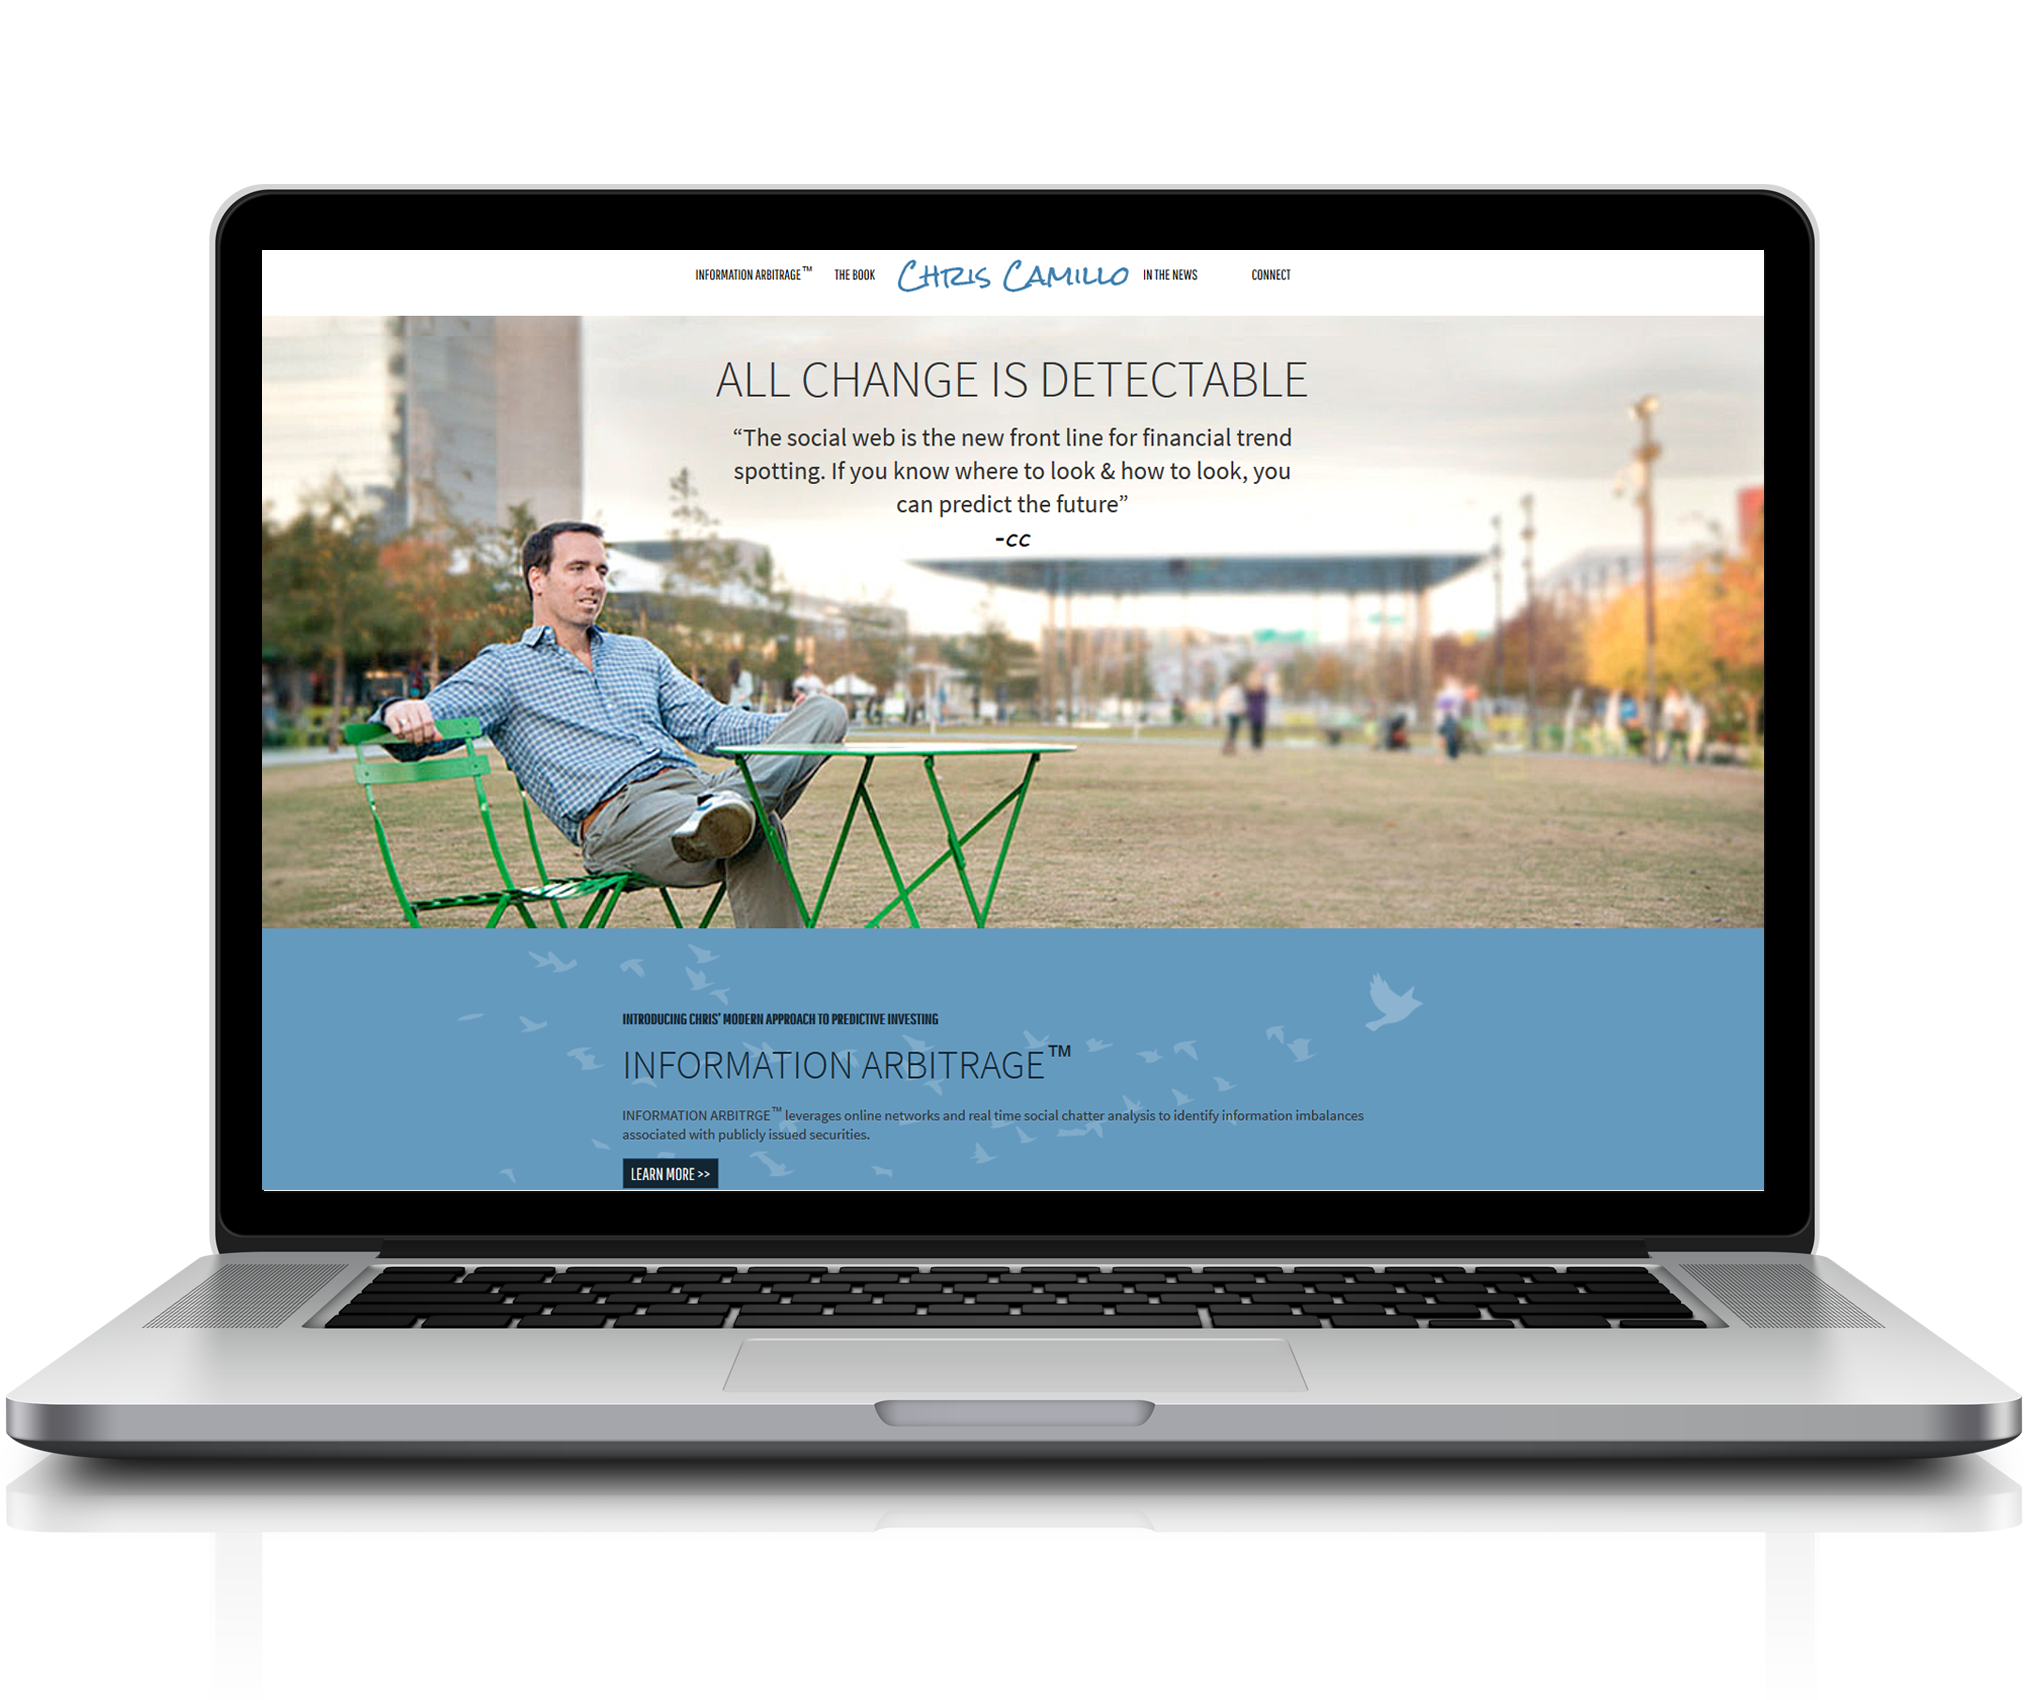 INFORMATION ARBITRAGE™ THE BOOK CHRIS CAMILLO IN THE NEWS CONNECT
ALL CHANGE IS DETECTABLE
“The social web is the new front line for financial trend
spotting. If you know where to look & how to look, you
can predict the future”
-cc
INTRODUCING CHRIS' MODERN APPROACH TO PREDICTIVE INVESTING
INFORMATION ARBITRAGE™
INFORMATION ARBITRGE™ leverages online networks and real time social chatter analysis to identify information imbalances
associated with publicly issued securities.
LEARN MORE >>